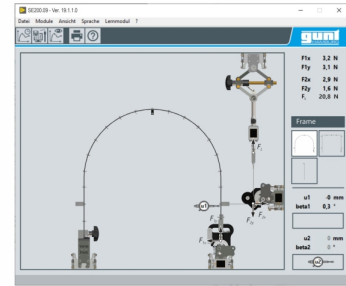 SE200.09 - Ver. 19.1.1.0
Datei Module Ansicht Sprache Lernmodul ?
gunt
F1x 3,2 N
F1y 3,1 N
F2x 2,9 N
F2y 1,6 N
F, 20,8 N
Frame
u1
u1 -0 mm
beta1 0,3 °
u2 0 mm
beta2 0 °
u2